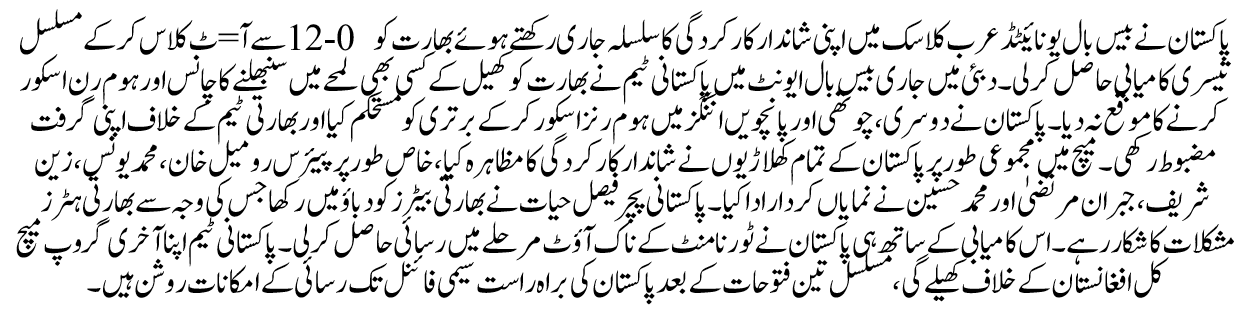 پاکستان نے بیس بال یونائیٹڈ عرب کلاسک میں اپنی شاندار کارکردگی کا سلسلہ جاری رکھتے ہوئے بھارت کو 0-12 سے آ=ٹ کلاس کر کے مسلسل
تیسری کامیابی حاصل کرلی۔ دبئی میں جاری بیس بال ایونٹ میں پاکستانی ٹیم نے بھارت کو کھیل کے کسی بھی لمحے میں سنبھلنے کا چانس اور ہوم رن اسکور
کرنے کا موقع نہ دیا۔ پاکستان نے دوسری، چوتھی اور پانچویں اننگز میں ہوم رنز اسکور کر کے برتری کو مستحکم کیا اور بھارتی ٹیم کے خلاف اپنی گرفت
مضبوط رکھی۔ میچ میں مجموعی طور پر پاکستان کے تمام کھلاڑیوں نے شاندار کارکردگی کا مظاہرہ کیا، خاص طور پر پیئرس رومیل خان، محمد یونس، زین
شریف، جبران مرتضیٰ اور محمد حسنین نے نمایاں کردار ادا کیا۔ پاکستانی پچر فیصل حیات نے بھارتی بیٹرز کو دباؤ میں رکھا جس کی وجہ سے بھارتی ہٹرز
مشکلات کا شکار رہے۔ اس کامیابی کے ساتھ ہی پاکستان نے ٹورنامنٹ کے ناک آؤٹ مرحلے میں رسائی حاصل کرلی۔ پاکستانی ٹیم اپنا آخری گروپ میچ
کل افغانستان کے خلاف کھیلے گی، مسلسل تین فتوحات کے بعد پاکستان کی براہ راست سیمی فائنل تک رسائی کے امکانات روشن ہیں۔